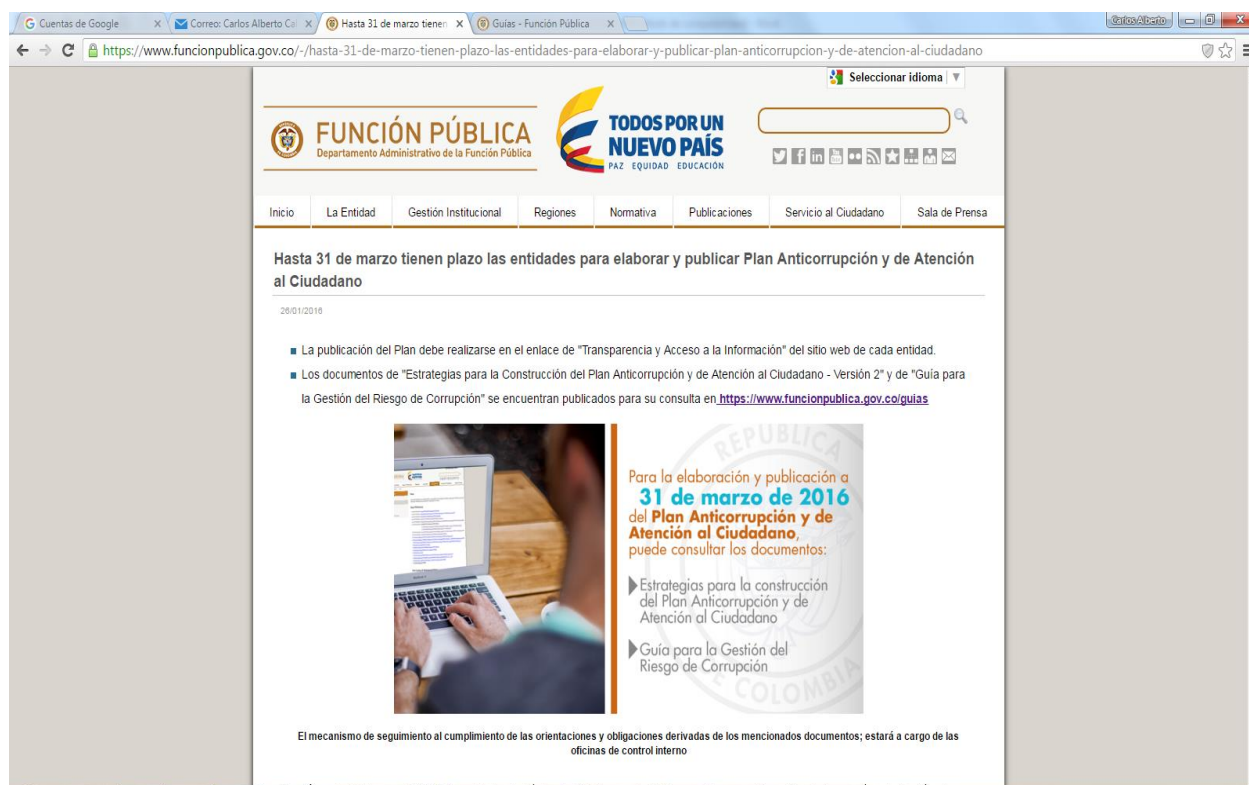 Cuentas de Google
Correo: Carlos Alberto Cal
Hasta 31 de marzo tienen
Guías - Función Pública
Carlos Alberto
https://www.funcionpublica.gov.co/-/hasta-31-de-marzo-tienen-plazo-las-entidades-para-elaborar-y-publicar-plan-anticorrupcion-y-de-atencion-al-ciudadano
Seleccionar idioma
FUNCIÓN PÚBLICA
Departamento Administrativo de la Función Pública
TODOS POR UN
NUEVO PAÍS
PAZ EQUIDAD EDUCACIÓN
Inicio La Entidad Gestión Institucional Regiones Normativa Publicaciones Servicio al Ciudadano Sala de Prensa
Hasta 31 de marzo tienen plazo las entidades para elaborar y publicar Plan Anticorrupción y de Atención
al Ciudadano
26/01/2016
La publicación del Plan debe realizarse en el enlace de "Transparencia y Acceso a la Información" del sitio web de cada entidad.
Los documentos de "Estrategias para la Construcción del Plan Anticorrupción y de Atención al Ciudadano - Versión 2" y de "Guía para
la Gestión del Riesgo de Corrupción" se encuentran publicados para su consulta en https://www.funcionpublica.gov.co/guias
REPUBLICA
Para la elaboración y publicación a
31 de marzo de 2016
del Plan Anticorrupción y de
Atención al Ciudadano,
puede consultar los documentos:
Estrategias para la construcción
del Plan Anticorrupción y de
Atención al Ciudadano
Guía para la Gestión del
Riesgo de Corrupción
DE COLOMBIA
El mecanismo de seguimiento al cumplimiento de las orientaciones y obligaciones derivadas de los mencionados documentos; estará a cargo de las
oficinas de control interno